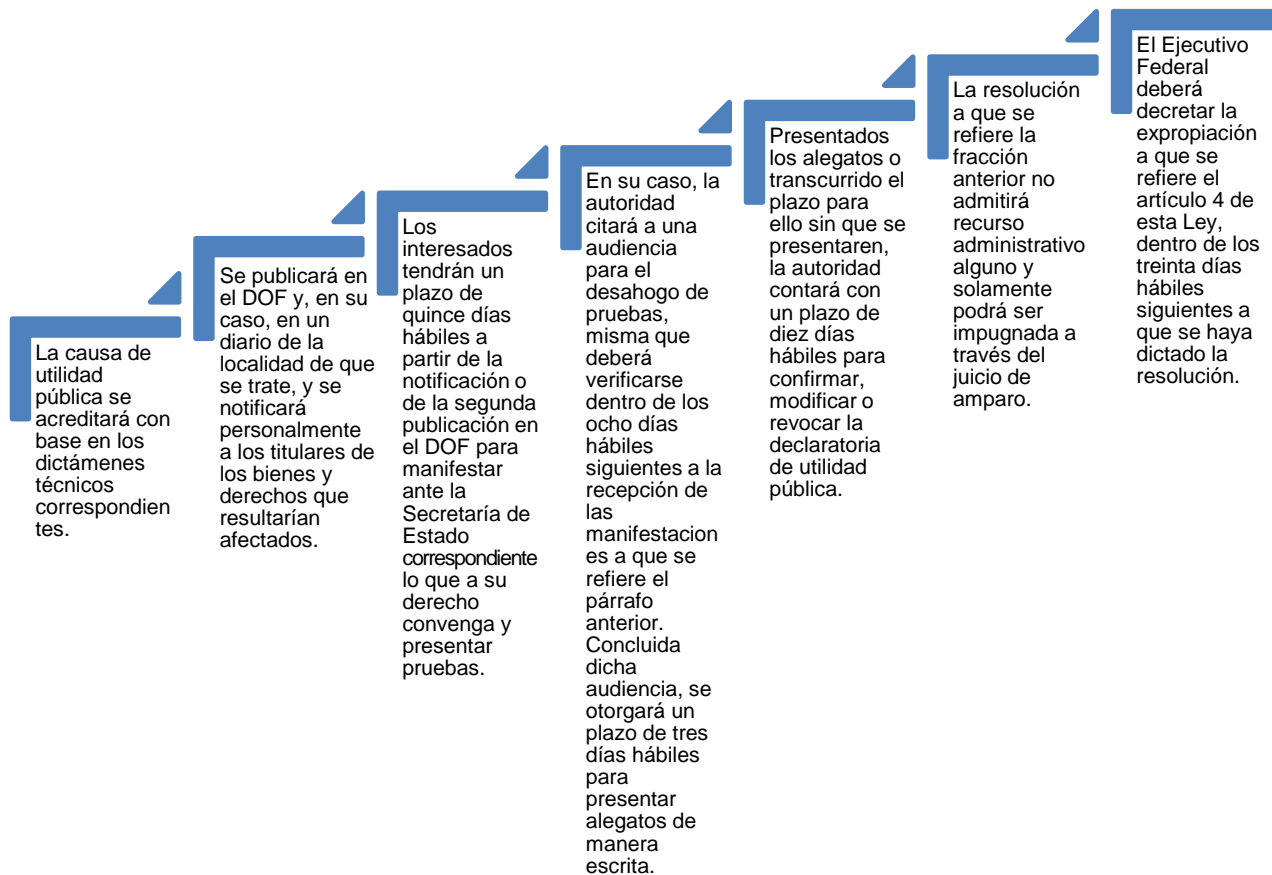 La causa de
utilidad
pública se
acreditará con
base en los
dictámenes
técnicos
correspondien
tes.
Se publicará en
el DOF y, en su
caso, en un
diario de la
localidad de que
se trate, y se
notificará
personalmente
a los titulares de
los bienes y
derechos que
resultarían
afectados.
Los
interesados
tendrán un
plazo de
quince días
hábiles a
partir de la
notificación o
de la segunda
publicación en
el DOF para
manifestar
ante la
Secretaría de
Estado
correspondiente
lo que a su
derecho
convenga y
presentar
pruebas.
En su caso, la
autoridad
citará a una
audiencia
para el
desahogo de
pruebas,
misma que
deberá
verificarse
dentro de los
ocho días
hábiles
siguientes a la
recepción de
las
manifestacion
es a que se
refiere el
párrafo
anterior.
Concluida
dicha
audiencia, se
otorgará un
plazo de tres
días hábiles
para
presentar
alegatos de
manera
escrita.
Presentados
los alegatos o
transcurrido el
plazo para
ello sin que se
presentaren,
la autoridad
contará con
un plazo de
diez días
hábiles para
confirmar,
modificar o
revocar la
declaratoria
de utilidad
pública.
La resolución
a que se
refiere la
fracción
anterior no
admitirá
recurso
administrativo
alguno y
solamente
podrá ser
impugnada a
través del
juicio de
amparo.
El Ejecutivo
Federal
deberá
decretar la
expropiación
a que se
refiere el
artículo 4 de
esta Ley,
dentro de los
treinta días
hábiles
siguientes a
que se haya
dictado la
resolución.